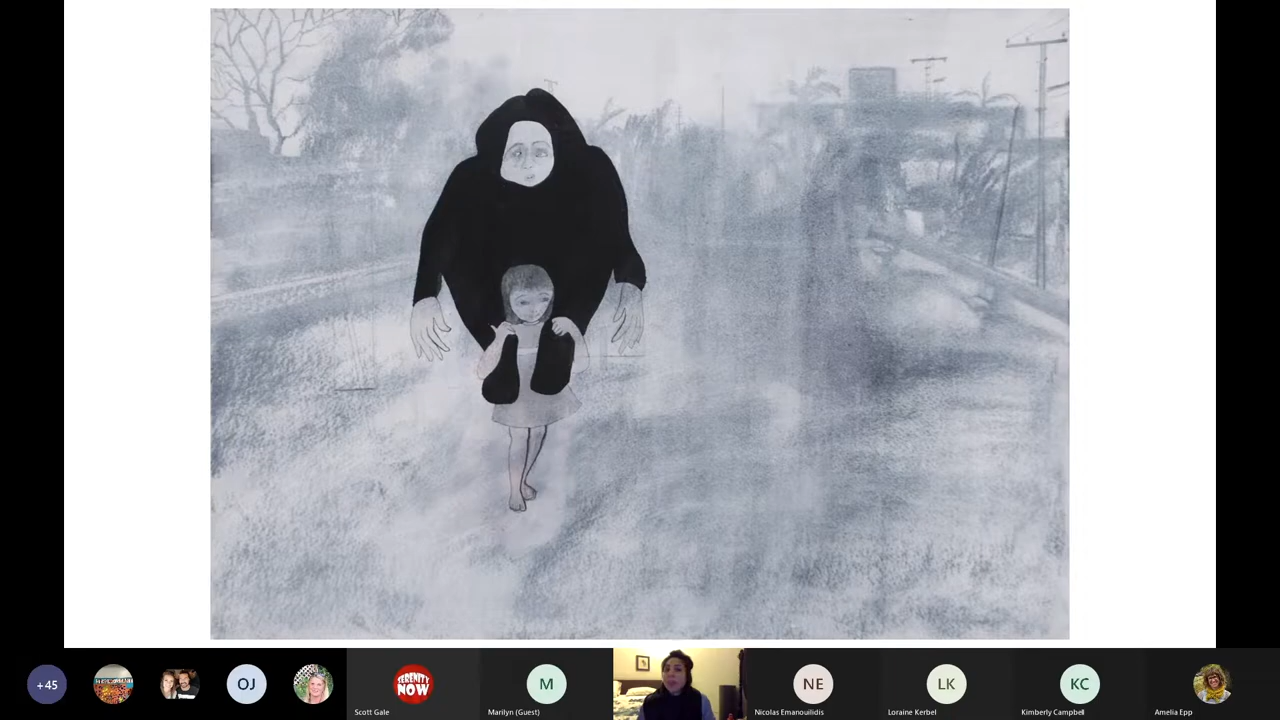 +45
OJ
SERENITY
NOW
Scott Gale
M
Marilyn (Guest)
NE
Nicolas Emanouilidis
LK
Loraine Kerbel
KC
Kimberly Campbell
Amelia Epp